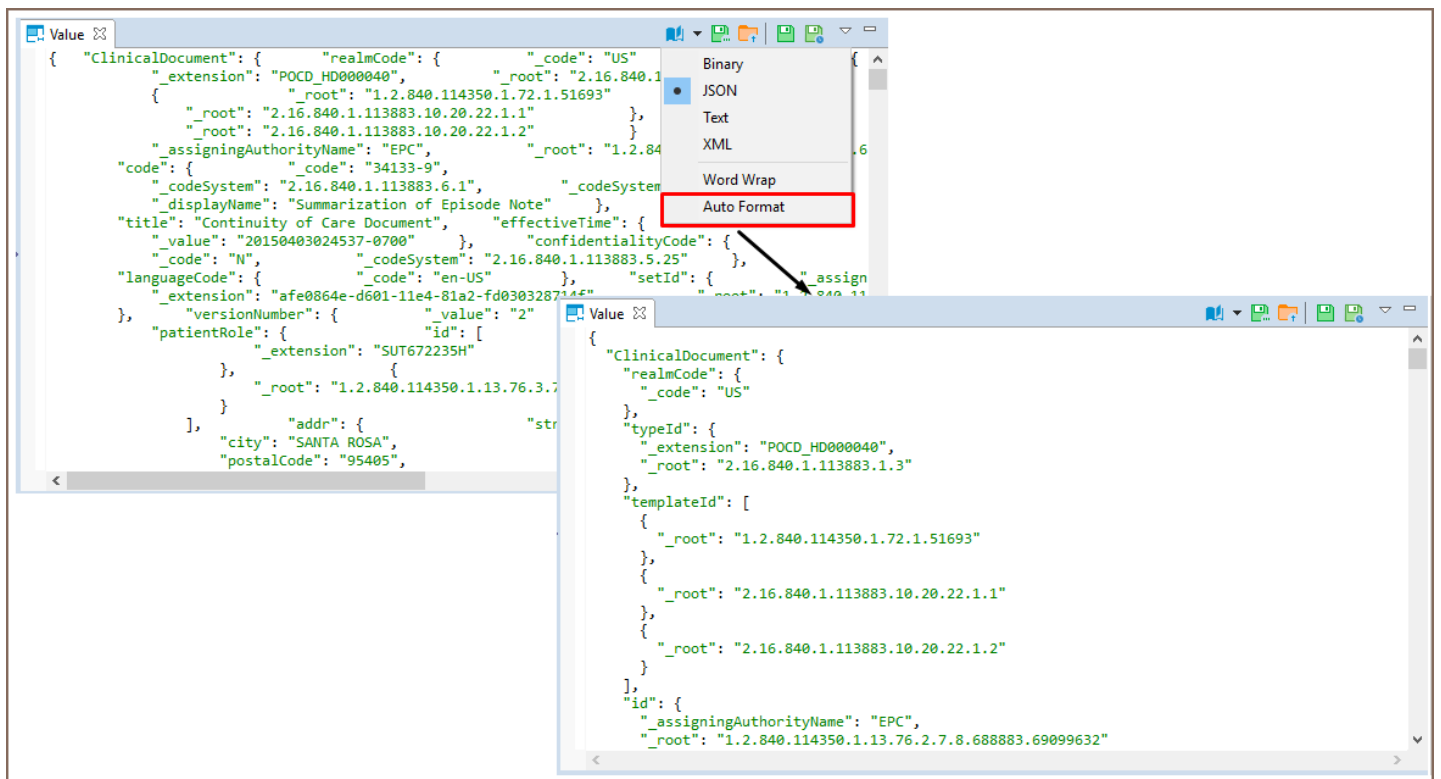 Value
{   "ClinicalDocument": {        "realmCode": {        "_code": "US"        {
"_extension": "POCD_HD000040",          "_root": "2.16.840.1
{               "_root": "1.2.840.114350.1.72.1.51693"
"_root": "2.16.840.1.113883.10.20.22.1.1"            },
"_root": "2.16.840.1.113883.10.20.22.1.2"            }
"_assigningAuthorityName": "EPC",           "_root": "1.2.84        .6
"code": {           "_code": "34133-9",
"_codeSystem": "2.16.840.1.113883.6.1",         "_codeSystem
"_displayName": "Summarization of Episode Note"     },
"title": "Continuity of Care Document",     "effectiveTime": {
"_value": "20150403024537-0700"     },      "confidentialityCode": {
"_code": "N",           "_codeSystem": "2.16.840.1.113883.5.25"     },
"languageCode": {           "_code": "en-US"        },      "setId": {          "_assign
"_extension": "afe0864e-d601-11e4-81a2-fd030328714f"            "_root": "1.2.840.11
},      "versionNumber": {          "_value": "2"
"patientRole": {                "id": [
"_extension": "SUT672235H"
},                  {
"_root": "1.2.840.114350.1.13.76.3.7
}
],          "addr": {                   "str
"city": "SANTA ROSA",
"postalCode": "95405",
Binary
JSON
Text
XML
Word Wrap
Auto Format
Value
{
"ClinicalDocument": {
"realmCode": {
"_code": "US"
},
"typeId": {
"_extension": "POCD_HD000040",
"_root": "2.16.840.1.113883.1.3"
},
"templateId": [
{
"_root": "1.2.840.114350.1.72.1.51693"
},
{
"_root": "2.16.840.1.113883.10.20.22.1.1"
},
{
"_root": "2.16.840.1.113883.10.20.22.1.2"
}
],
"id": {
"_assigningAuthorityName": "EPC",
"_root": "1.2.840.114350.1.13.76.2.7.8.688883.69099632"